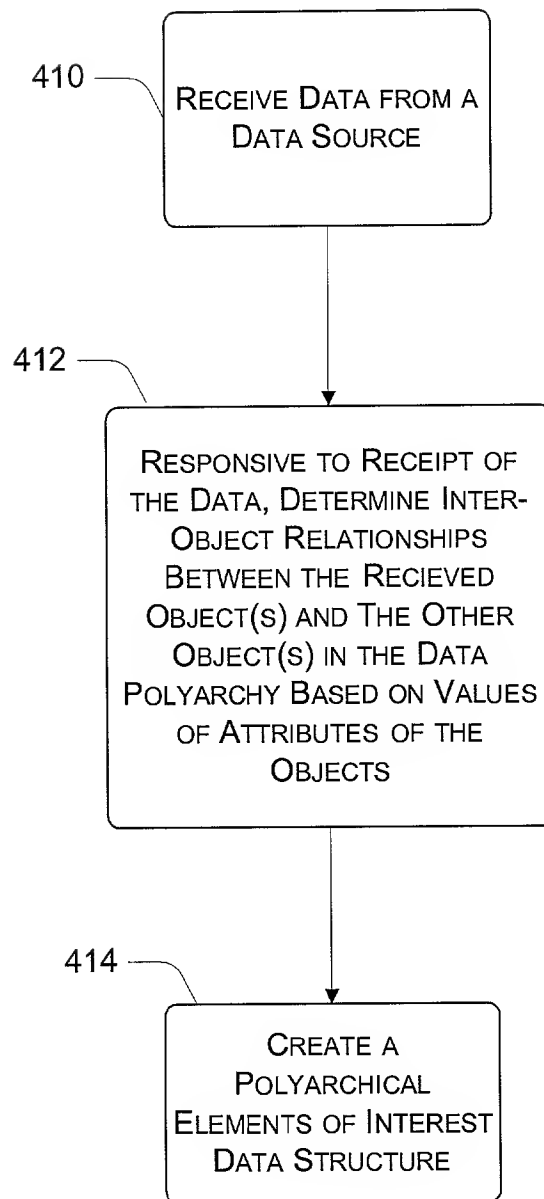 410
RECEIVE DATA FROM A
DATA SOURCE
412
RESPONSIVE TO RECEIPT OF
THE DATA, DETERMINE INTER-
OBJECT RELATIONSHIPS
BETWEEN THE RECIEVED
OBJECT(S) AND THE OTHER
OBJECT(S) IN THE DATA
POLYARCHY BASED ON VALUES
OF ATTRIBUTES OF THE
OBJECTS
414
CREATE A
POLYARCHICAL
ELEMENTS OF INTEREST
DATA STRUCTURE